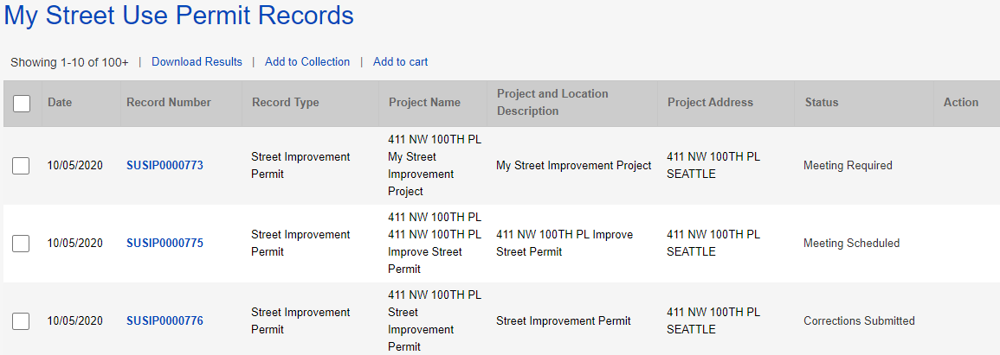 My Street Use Permit Records
Showing 1-10 of 100+ | Download Results | Add to Collection | Add to cart
Date Record Number Record Type Project Name Project and Location Description Project Address Status Action
10/05/2020 SUSIP0000773 Street Improvement Permit 411 NW 100TH PL My Street Improvement Project My Street Improvement Project 411 NW 100TH PL SEATTLE Meeting Required
10/05/2020 SUSIP0000775 Street Improvement Permit 411 NW 100TH PL 411 NW 100TH PL Improve Street Permit 411 NW 100TH PL Improve Street Permit 411 NW 100TH PL SEATTLE Meeting Scheduled
10/05/2020 SUSIP0000776 Street Improvement Permit 411 NW 100TH PL Street Improvement Permit Street Improvement Permit 411 NW 100TH PL SEATTLE Corrections Submitted